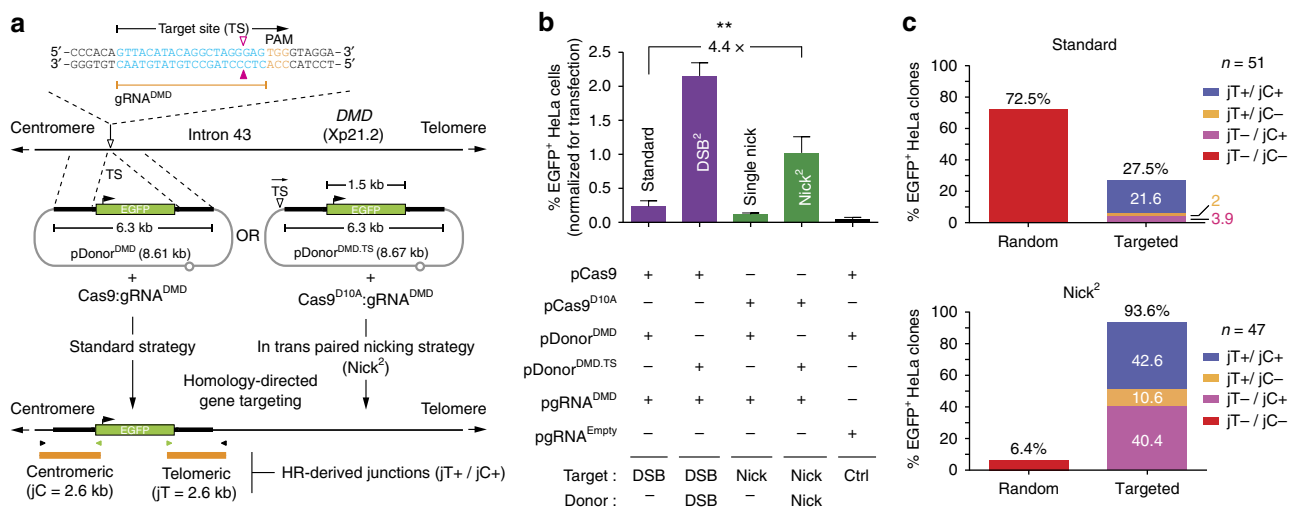 a
Target site (TS)
PAM
5′-CCCACAGTTACATACAGGCTAGGGAGTGGGTAGGA-3′
3′-GGGTGTCAATGTATGTCCGATCCCTCACCCATCCT-5′
gRNA^DMD
DMD
(Xp21.2)
Centromere
Intron 43
Telomere
TS
TS
1.5 kb
EGFP
EGFP
6.3 kb
OR
6.3 kb
pDonor^DMD (8.61 kb)
pDonor^DMD.TS (8.67 kb)
+
+
Cas9:gRNA^DMD
Cas9^D10A:gRNA^DMD
Standard strategy
In trans paired nicking strategy
(Nick²)
Homology-directed
gene targeting
Centromere
Telomere
EGFP
Centromeric
(jC = 2.6 kb)
Telomeric
(jT = 2.6 kb)
HR-derived junctions (jT+ / jC+)
b
**
4.4 ×
% EGFP⁺ HeLa cells
(normalized for transfection)
2.5
2.0
1.5
1.0
0.5
0.0
Standard
DSB²
Single nick
Nick²
pCas9 + + − − +
pCas9^D10A − − + + −
pDonor^DMD + − + − +
pDonor^DMD.TS − + − + −
pgRNA^DMD + + + + −
pgRNA^Empty − − − − +
Target : DSB DSB Nick Nick Ctrl
Donor : − DSB − Nick
c
Standard
n = 51
% EGFP⁺ HeLa clones
100
80
60
40
20
0
72.5%
27.5%
21.6
2
3.9
Random
Targeted
jT+/ jC+
jT+/ jC−
jT− / jC+
jT− / jC−
Nick²
n = 47
% EGFP⁺ HeLa clones
100
80
60
40
20
0
6.4%
93.6%
42.6
10.6
40.4
Random
Targeted
jT+/ jC+
jT+/ jC−
jT− / jC+
jT− / jC−